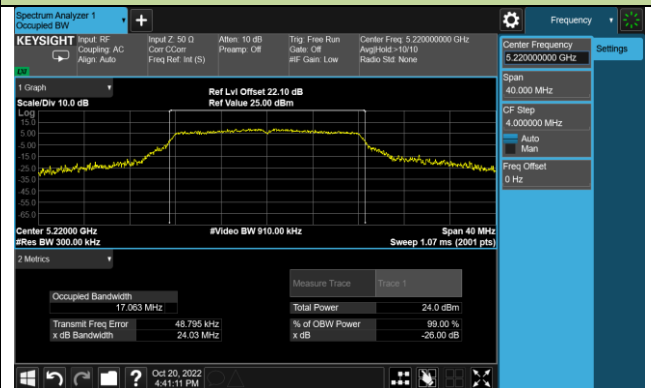 Spectrum Analyzer 1
Occupied BW
Frequency
KEYSIGHT
Input: RF
Coupling: AC
Align: Auto
Input Z: 50 Ω
Corr CCorr
Freq Ref: Int (S)
Atten: 10 dB
Preamp: Off
Trig: Free Run
Gate: Off
#IF Gain: Low
Center Freq: 5.220000000 GHz
Avg|Hold:>10/10
Radio Std: None
LXI
Center Frequency
5.220000000 GHz
Settings
Span
40.000 MHz
CF Step
4.000000 MHz
Auto
Man
Freq Offset
0 Hz
1 Graph
Scale/Div 10.0 dB
Ref Lvl Offset 22.10 dB
Ref Value 25.00 dBm
Log
15.0
5.00
-5.00
-15.0
-25.0
-35.0
-45.0
-55.0
-65.0
Center 5.22000 GHz
#Res BW 300.00 kHz
#Video BW 910.00 kHz
Span 40 MHz
Sweep 1.07 ms (2001 pts)
2 Metrics
Measure Trace
Trace 1
Occupied Bandwidth
17.063 MHz
Total Power
24.0 dBm
Transmit Freq Error
48.795 kHz
% of OBW Power
99.00 %
x dB Bandwidth
24.03 MHz
x dB
-26.00 dB
?
Oct 20, 2022
4:41:11 PM